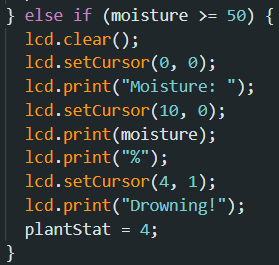 } else if (moisture >= 50) {
lcd.clear();
lcd.setCursor(0, 0);
lcd.print("Moisture: ");
lcd.setCursor(10, 0);
lcd.print(moisture);
lcd.print("%");
lcd.setCursor(4, 1);
lcd.print("Drowning!");
plantStat = 4;
}